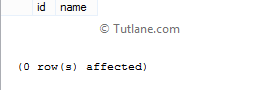 id name
© Tutlane.com
(0 row(s) affected)